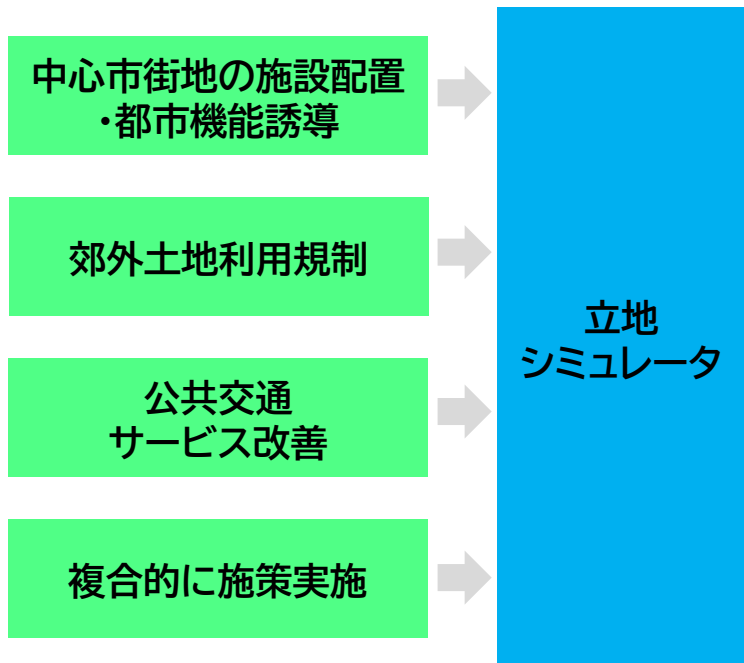 中心市街地の施設配置
・都市機能誘導
郊外土地利用規制
公共交通
サービス改善
複合的に施策実施
立地
シミュレータ